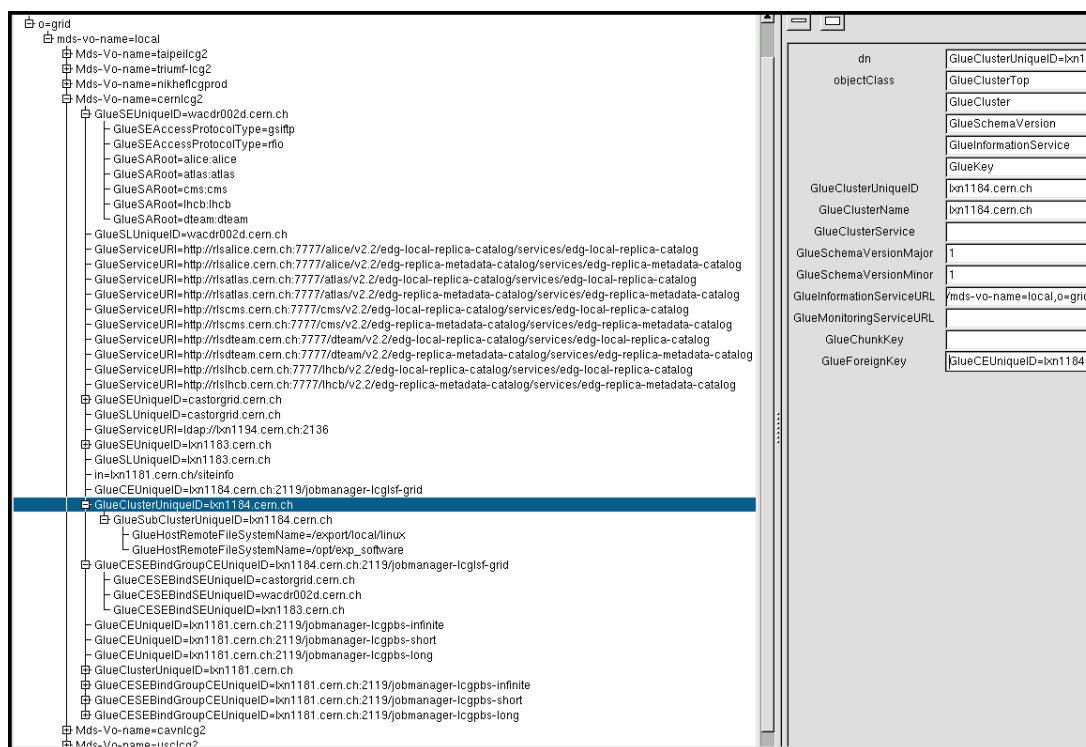 o=grid
mds-vo-name=local
Mds-Vo-name=taipeilcg2
Mds-Vo-name=triumf-lcg2
Mds-Vo-name=nikheflcgprod
Mds-Vo-name=cernlcg2
GlueSEUniqueID=wacdr002d.cern.ch
GlueSEAccessProtocolType=gsiftp
GlueSEAccessProtocolType=rfio
GlueSARoot=alice:alice
GlueSARoot=atlas:atlas
GlueSARoot=cms:cms
GlueSARoot=lhcb:lhcb
GlueSARoot=dteam:dteam
GlueSLUniqueID=wacdr002d.cern.ch
GlueServiceURI=http://rlsalice.cern.ch:7777/alice/v2.2/edg-local-replica-catalog/services/edg-local-replica-catalog
GlueServiceURI=http://rlsalice.cern.ch:7777/alice/v2.2/edg-replica-metadata-catalog/services/edg-replica-metadata-catalog
GlueServiceURI=http://rlsatlas.cern.ch:7777/atlas/v2.2/edg-local-replica-catalog/services/edg-local-replica-catalog
GlueServiceURI=http://rlsatlas.cern.ch:7777/atlas/v2.2/edg-replica-metadata-catalog/services/edg-replica-metadata-catalog
GlueServiceURI=http://rlscms.cern.ch:7777/cms/v2.2/edg-local-replica-catalog/services/edg-local-replica-catalog
GlueServiceURI=http://rlscms.cern.ch:7777/cms/v2.2/edg-replica-metadata-catalog/services/edg-replica-metadata-catalog
GlueServiceURI=http://rlsdteam.cern.ch:7777/dteam/v2.2/edg-local-replica-catalog/services/edg-local-replica-catalog
GlueServiceURI=http://rlsdteam.cern.ch:7777/dteam/v2.2/edg-replica-metadata-catalog/services/edg-replica-metadata-catalog
GlueServiceURI=http://rlslhcb.cern.ch:7777/lhcb/v2.2/edg-local-replica-catalog/services/edg-local-replica-catalog
GlueServiceURI=http://rlslhcb.cern.ch:7777/lhcb/v2.2/edg-replica-metadata-catalog/services/edg-replica-metadata-catalog
GlueSEUniqueID=castorgrid.cern.ch
GlueSLUniqueID=castorgrid.cern.ch
GlueServiceURI=ldap://lxn1194.cern.ch:2136
GlueSEUniqueID=lxn1183.cern.ch
GlueSLUniqueID=lxn1183.cern.ch
in=lxn1181.cern.ch/siteinfo
GlueCEUniqueID=lxn1184.cern.ch:2119/jobmanager-lcglsf-grid
GlueClusterUniqueID=lxn1184.cern.ch
GlueSubClusterUniqueID=lxn1184.cern.ch
GlueHostRemoteFileSystemName=/export/local/linux
GlueHostRemoteFileSystemName=/opt/exp_software
GlueCESEBindGroupCEUniqueID=lxn1184.cern.ch:2119/jobmanager-lcglsf-grid
GlueCESEBindSEUniqueID=castorgrid.cern.ch
GlueCESEBindSEUniqueID=wacdr002d.cern.ch
GlueCESEBindSEUniqueID=lxn1183.cern.ch
GlueCEUniqueID=lxn1181.cern.ch:2119/jobmanager-lcgpbs-infinite
GlueCEUniqueID=lxn1181.cern.ch:2119/jobmanager-lcgpbs-short
GlueCEUniqueID=lxn1181.cern.ch:2119/jobmanager-lcgpbs-long
GlueClusterUniqueID=lxn1181.cern.ch
GlueCESEBindGroupCEUniqueID=lxn1181.cern.ch:2119/jobmanager-lcgpbs-infinite
GlueCESEBindGroupCEUniqueID=lxn1181.cern.ch:2119/jobmanager-lcgpbs-short
GlueCESEBindGroupCEUniqueID=lxn1181.cern.ch:2119/jobmanager-lcgpbs-long
Mds-Vo-name=cavnlcg2
Mds-Vo-name=usclcg2
dn GlueClusterUniqueID=lxn1
objectClass GlueClusterTop
GlueCluster
GlueSchemaVersion
GlueInformationService
GlueKey
GlueClusterUniqueID lxn1184.cern.ch
GlueClusterName lxn1184.cern.ch
GlueClusterService
GlueSchemaVersionMajor 1
GlueSchemaVersionMinor 1
GlueInformationServiceURL /mds-vo-name=local,o=grid
GlueMonitoringServiceURL
GlueChunkKey
GlueForeignKey GlueCEUniqueID=lxn1184